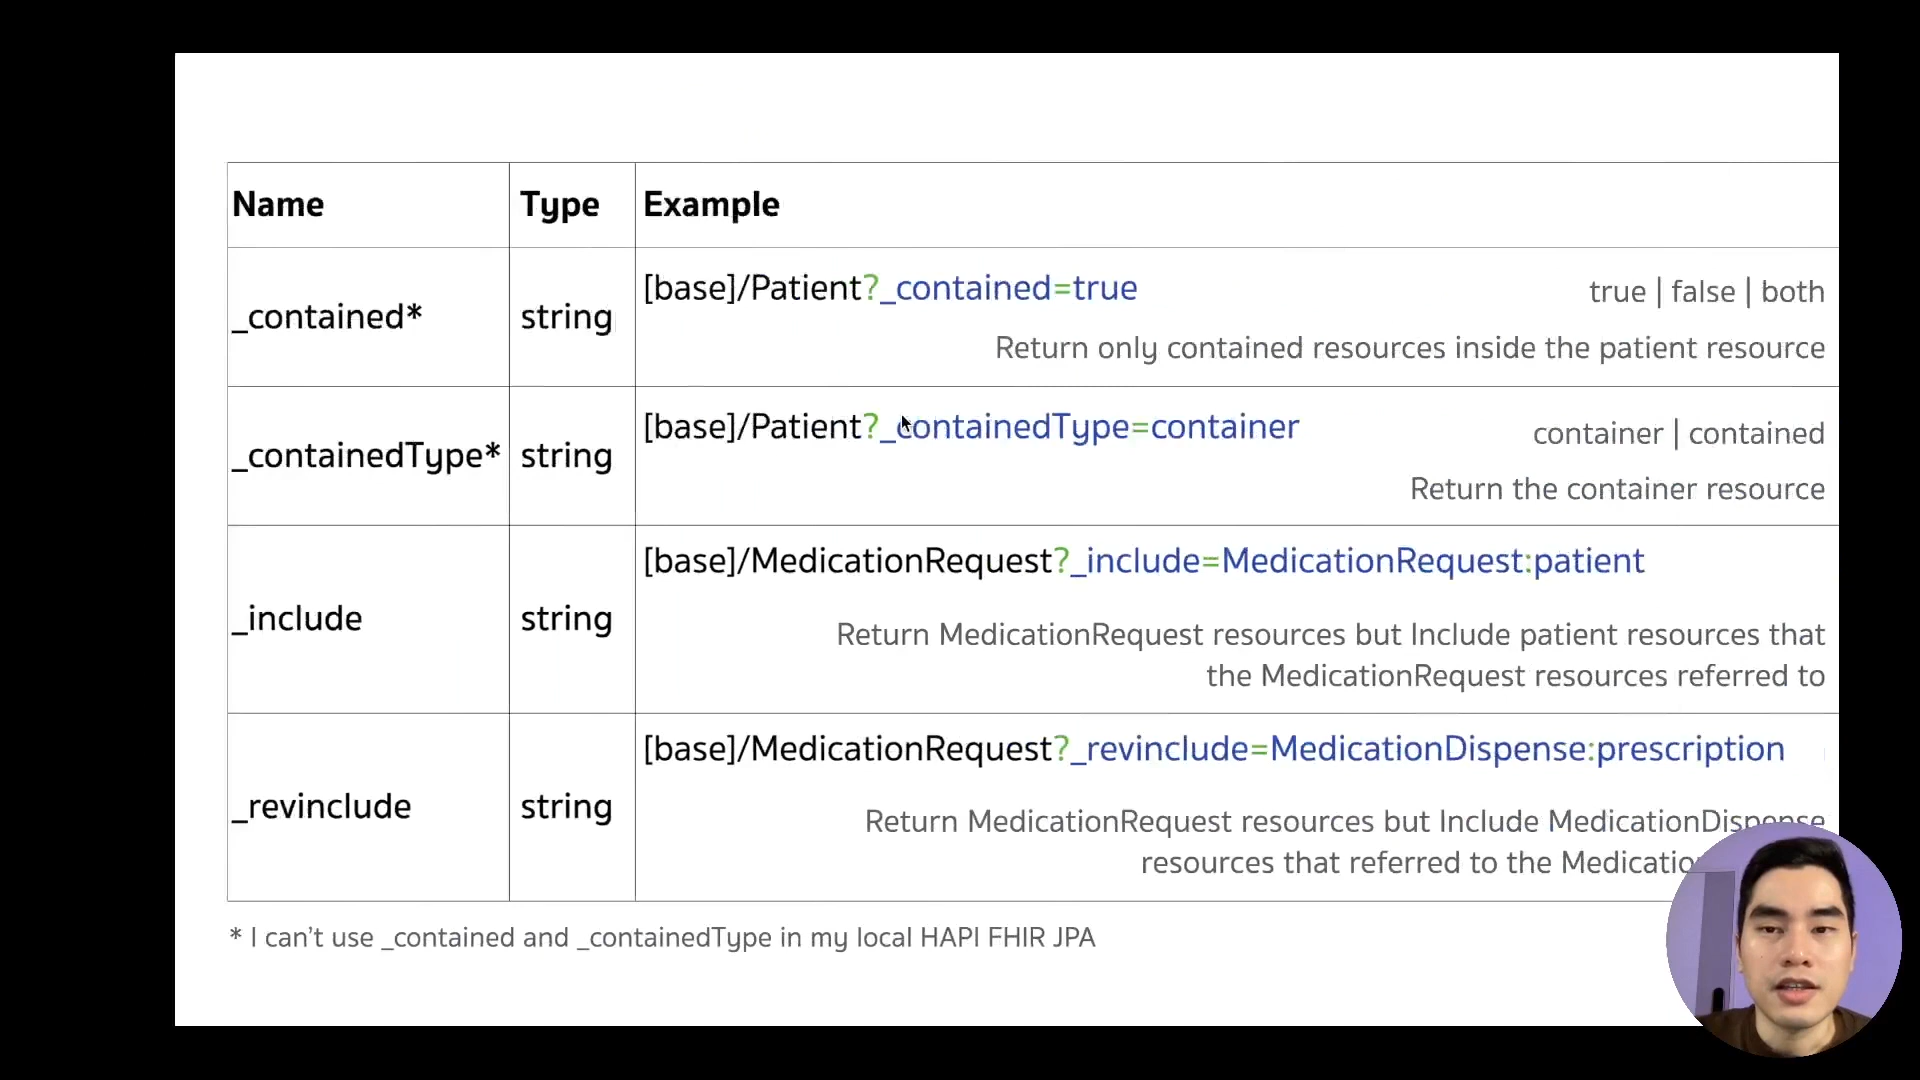 Name Type Example
_contained* string [base]/Patient?_contained=true true | false | both
Return only contained resources inside the patient resource
_containedType* string [base]/Patient?_containedType=container container | contained
Return the container resource
_include string [base]/MedicationRequest?_include=MedicationRequest:patient
Return MedicationRequest resources but Include patient resources that
the MedicationRequest resources referred to
_revinclude string [base]/MedicationRequest?_revinclude=MedicationDispense:prescription
Return MedicationRequest resources but Include MedicationDispense
resources that referred to the
* I can't use _contained and _containedType in my local HAPI FHIR JPA